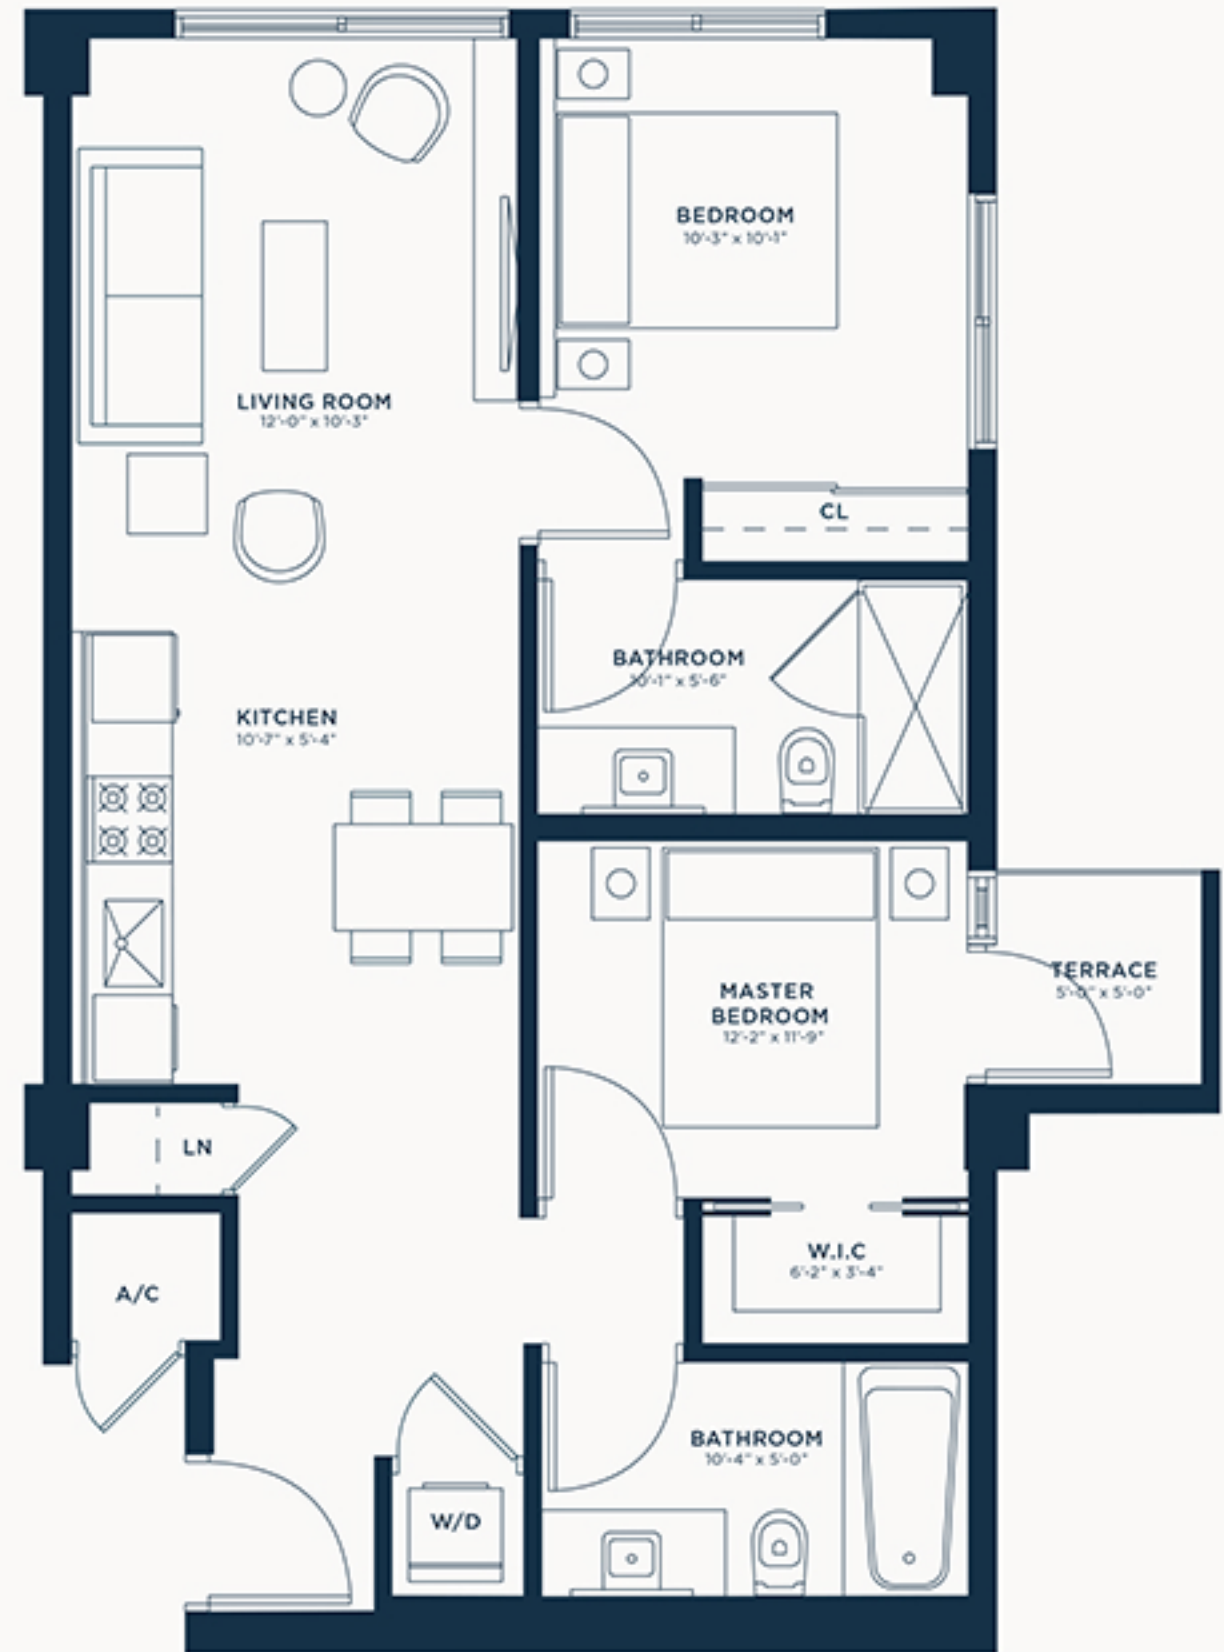 BEDROOM
10'-3" x 10'-1"
LIVING ROOM
12'-0" x 10'-3"
CL
BATHROOM
10'-1" x 5'-6"
KITCHEN
10'-7" x 5'-4"
MASTER
BEDROOM
12'-2" x 11'-9"
TERRACE
5'-0" x 5'-0"
LN
W.I.C
6'-2" x 3'-4"
A/C
BATHROOM
10'-4" x 5'-0"
W/D